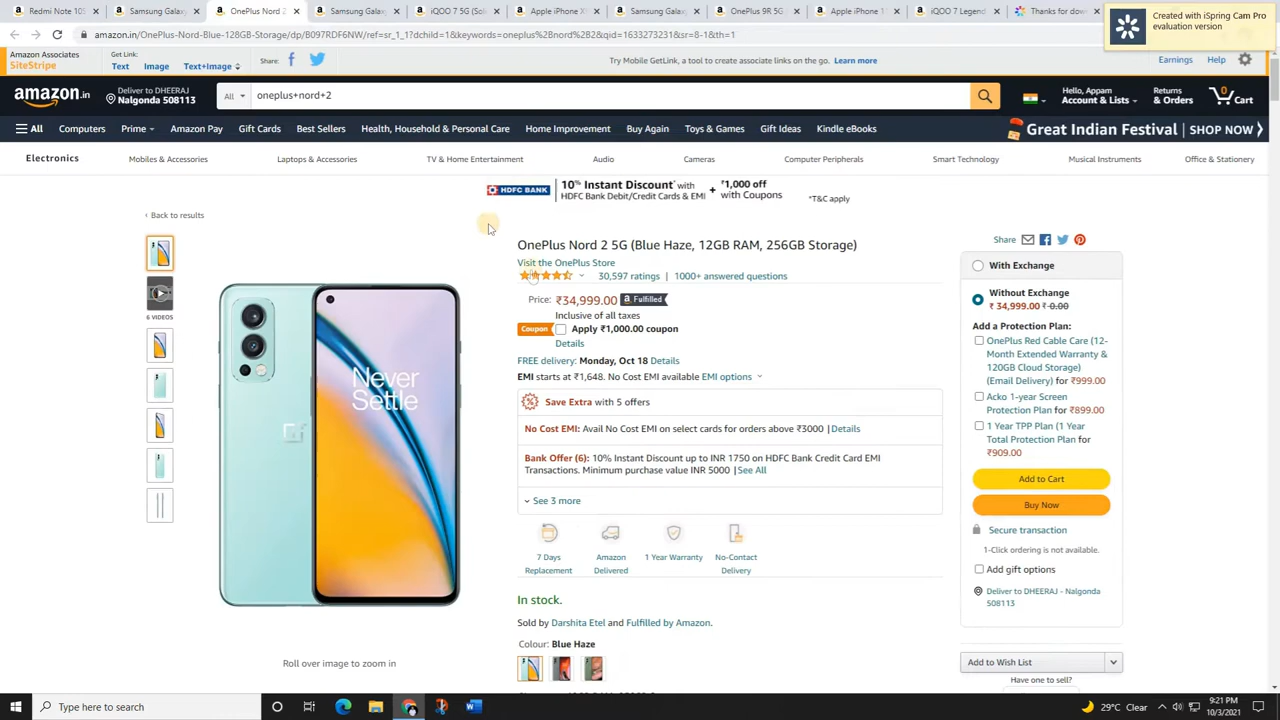 Redmi Note 10S
Samsung Galaxy
OnePlus Nord 2
Samsung Galaxy
iQOO 7 5G (Soli
Apple iPhone X
Samsung Galaxy
OnePlus 9R 5G
Apple iPhone 1
iQOO 7 Legend
Thanks for dow
Created with iSpring Cam Pro
evaluation version
amazon.in/OnePlus-Nord-Blue-128GB-Storage/dp/B097RDF6NW/ref=sr_1_1
Amazon Associates
SiteStripe
Get Link:
Text
Image
Text+Image
Share:
Try Mobile GetLink, a tool to create associate links on the go. Learn more
Earnings
Help
amazon.in
Deliver to DHEERAJ
Nalgonda 508113
All
oneplus+nord+2
Hello, Appam
Account & Lists
Returns
& Orders
0
Cart
All
Computers
Prime
Amazon Pay
Gift Cards
Best Sellers
Health, Household & Personal Care
Home Improvement
Buy Again
Toys & Games
Gift Ideas
Kindle eBooks
Great Indian Festival | SHOP NOW
Electronics
Mobiles & Accessories
Laptops & Accessories
TV & Home Entertainment
Audio
Cameras
Computer Peripherals
Smart Technology
Musical Instruments
Office & Stationery
HDFC BANK
10% Instant Discount* with
HDFC Bank Debit/Credit Cards & EMI
+
₹1,000 off
with Coupons
*T&C apply
‹ Back to results
6 VIDEOS
Never
Settle
Roll over image to zoom in
OnePlus Nord 2 5G (Blue Haze, 12GB RAM, 256GB Storage)
Visit the OnePlus Store
30,597 ratings | 1000+ answered questions
Price: ₹34,999.00 a Fulfilled
Inclusive of all taxes
Coupon Apply ₹1,000.00 coupon
Details
FREE delivery: Monday, Oct 18 Details
EMI starts at ₹1,648. No Cost EMI available EMI options
Save Extra with 5 offers
No Cost EMI: Avail No Cost EMI on select cards for orders above ₹3000 | Details
Bank Offer (6): 10% Instant Discount up to INR 1750 on HDFC Bank Credit Card EMI
Transactions. Minimum purchase value INR 5000 | See All
See 3 more
7 Days
Replacement
Amazon
Delivered
1 Year Warranty
No-Contact
Delivery
In stock.
Sold by Darshita Etel and Fulfilled by Amazon.
Colour: Blue Haze
Share
With Exchange
Without Exchange
₹ 34,999.00 ₹ 0.00
Add a Protection Plan:
OnePlus Red Cable Care (12-
Month Extended Warranty &
120GB Cloud Storage)
(Email Delivery) for ₹999.00
Acko 1-year Screen
Protection Plan for ₹899.00
1 Year TPP Plan (1 Year
Total Protection Plan for
₹909.00
Add to Cart
Buy Now
Secure transaction
1-Click ordering is not available.
Add gift options
Deliver to DHEERAJ - Nalgonda
508113
Add to Wish List
Have one to sell?
Type here to search
29°C Clear
9:21 PM
10/3/2021